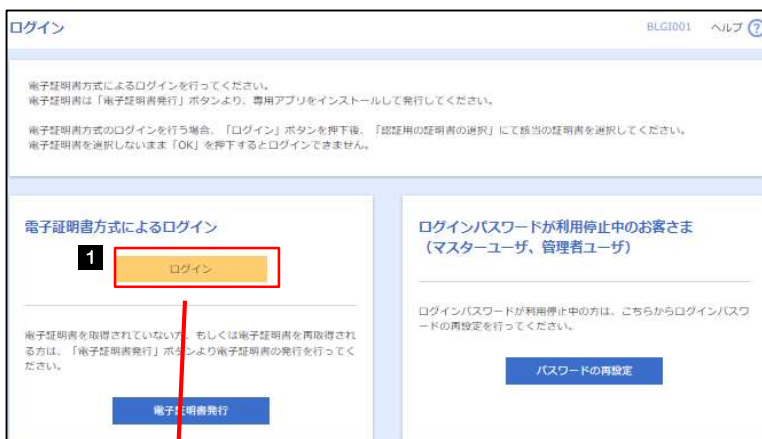 ログイン
BLGI001 ヘルプ ?
電子証明書方式によるログインを行ってください。
電子証明書は「電子証明書発行」ボタンより、専用アプリをインストールして発行してください。
電子証明書方式のログインを行う場合、「ログイン」ボタンを押下後、「認証用の証明書の選択」にて該当の証明書を選択してください。
電子証明書を選択しないまま「OK」を押下するとログインできません。
電子証明書方式によるログイン
1
ログイン
電子証明書を取得されていない方、もしくは電子証明書を再取得され
る方は、「電子証明書発行」ボタンより電子証明書の発行を行ってく
ださい。
電子証明書発行
ログインパスワードが利用停止中のお客さま
（マスターユーザ、管理者ユーザ）
ログインパスワードが利用停止中の方は、こちらからログインパスワ
ードの再設定を行ってください。
パスワードの再設定